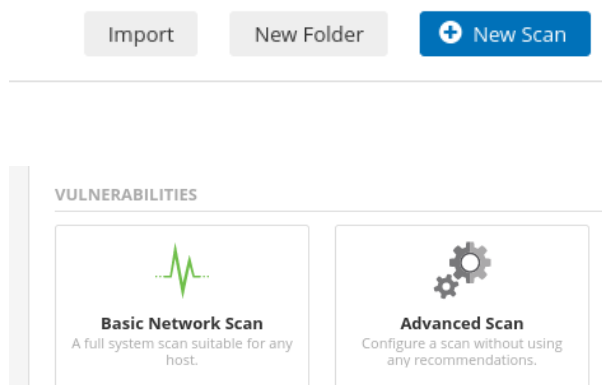 Import New Folder New Scan
VULNERABILITIES
Basic Network Scan
A full system scan suitable for any
host.
Advanced Scan
Configure a scan without using
any recommendations.